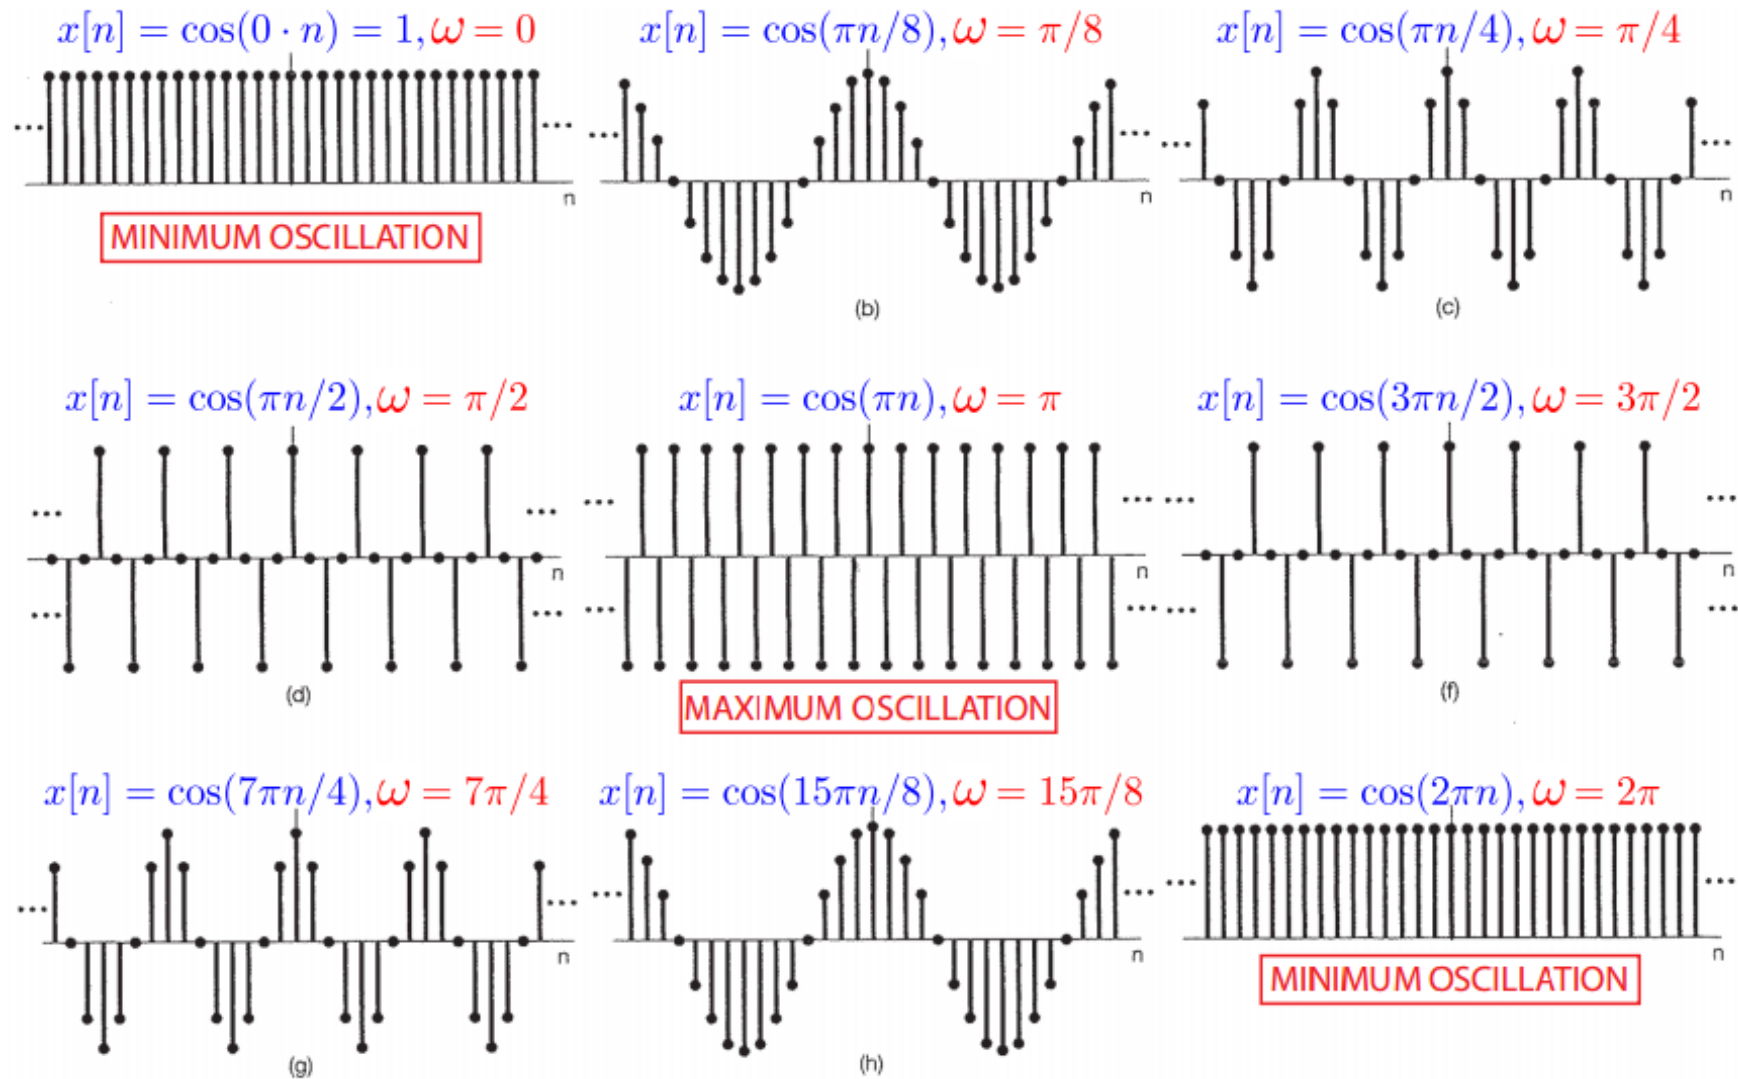 x[n] = cos(0 · n) = 1, ω = 0
x[n] = cos(πn/8), ω = π/8
x[n] = cos(πn/4), ω = π/4
...
...
n
MINIMUM OSCILLATION
...
...
n
(b)
...
...
n
(c)
x[n] = cos(πn/2), ω = π/2
x[n] = cos(πn), ω = π
x[n] = cos(3πn/2), ω = 3π/2
...
...
n
...
...
(d)
...
...
n
...
...
MAXIMUM OSCILLATION
...
...
n
...
...
(f)
x[n] = cos(7πn/4), ω = 7π/4
x[n] = cos(15πn/8), ω = 15π/8
x[n] = cos(2πn), ω = 2π
...
...
n
(g)
...
...
n
(h)
...
...
n
MINIMUM OSCILLATION